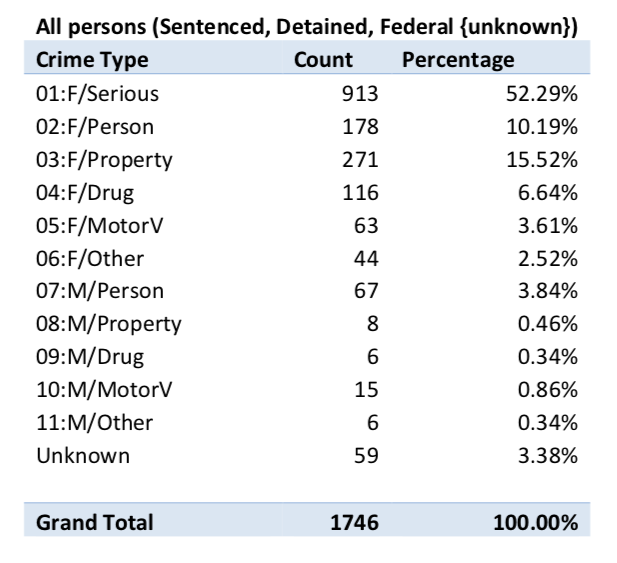 All persons (Sentenced, Detained, Federal {unknown})
Crime Type Count Percentage
01:F/Serious 913 52.29%
02:F/Person 178 10.19%
03:F/Property 271 15.52%
04:F/Drug 116 6.64%
05:F/MotorV 63 3.61%
06:F/Other 44 2.52%
07:M/Person 67 3.84%
08:M/Property 8 0.46%
09:M/Drug 6 0.34%
10:M/MotorV 15 0.86%
11:M/Other 6 0.34%
Unknown 59 3.38%
Grand Total 1746 100.00%